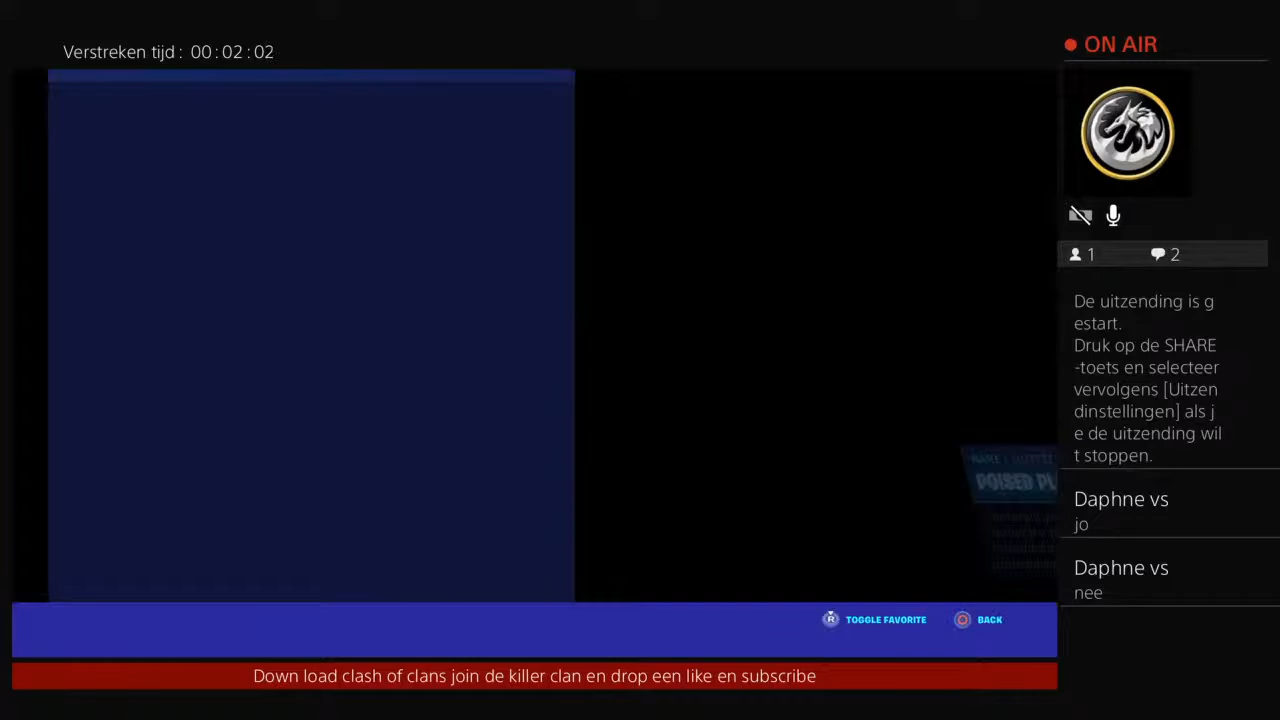 Verstreken tijd : 00:02:02
ON AIR
1
2
De uitzending is g
estart.
Druk op de SHARE
-toets en selecteer
vervolgens [Uitzen
dinstellingen] als j
e de uitzending wil
t stoppen.
Daphne vs
jo
Daphne vs
nee
POISED PL
R TOGGLE FAVORITE
BACK
Down load clash of clans join de killer clan en drop een like en subscribe